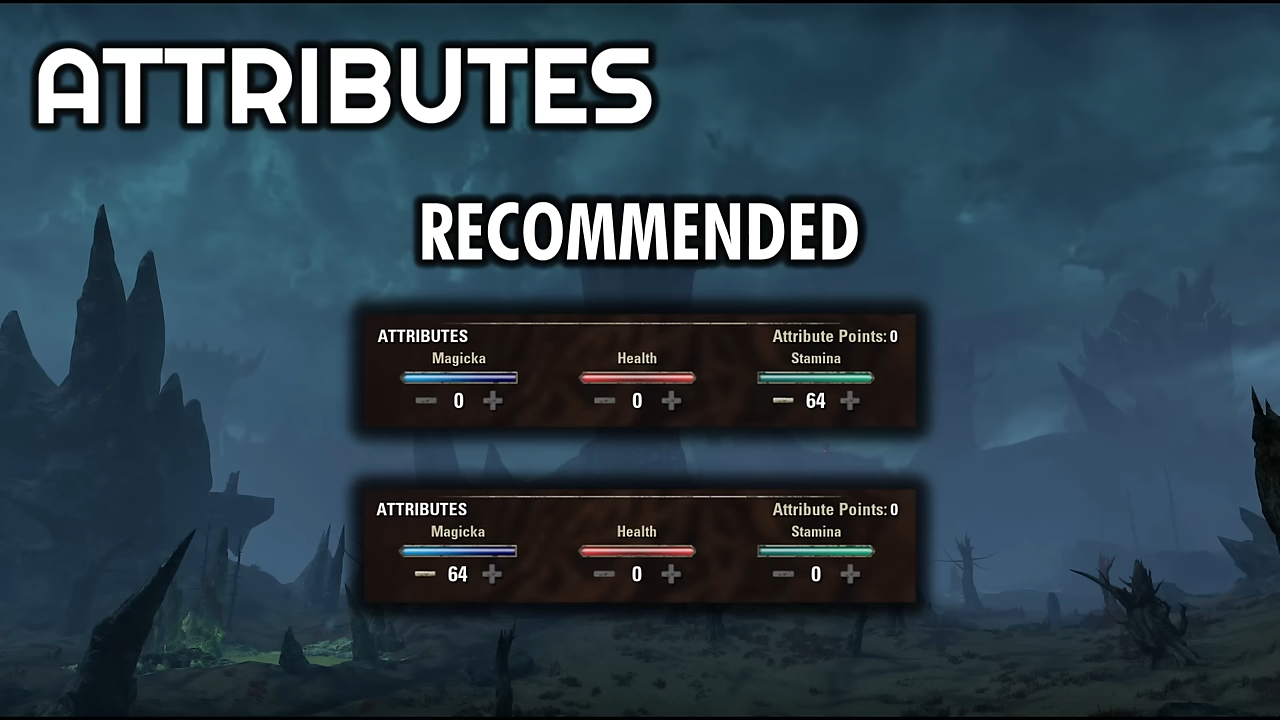 ATTRIBUTES
RECOMMENDED
ATTRIBUTES Attribute Points: 0
Magicka Health Stamina
0 0 64
ATTRIBUTES Attribute Points: 0
Magicka Health Stamina
64 0 0